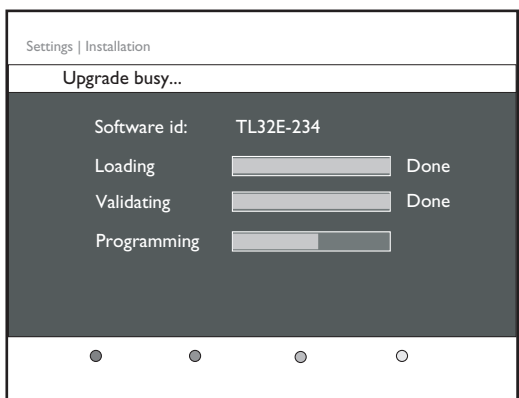 Settings | Installation
Upgrade busy...
Software id: TL32E-234
Loading Done
Validating Done
Programming